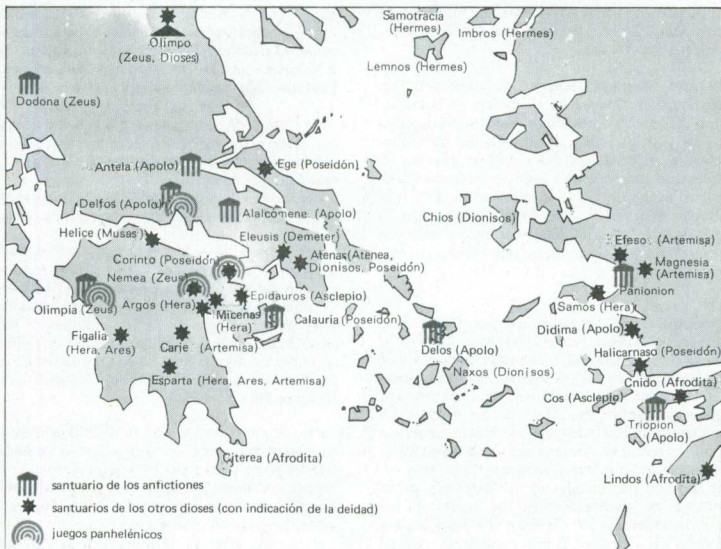 Samotracia
(Hermes)
Imbros (Hermes)
Olimpo
(Zeus, Dioses)
Lemnos (Hermes)
Dodona (Zeus)
Antela (Apolo)
Ege (Poseidón)
Delfos (Apolo)
Alalcomene (Apolo)
Chios (Dionisos)
Helice (Musas)
Eleusis (Demeter)
Atenas (Atenea,
Dionisos, Poseidón)
Efeso (Artemisa)
Magnesia
(Artemisa)
Corinto (Poseidón)
Nemea (Zeus)
Panionion
Samos (Hera)
Olimpia (Zeus)
Argos (Hera)
Epidauros (Asclepio)
Micenas
(Hera)
Calauria (Poseidón)
Didima (Apolo)
Figalia
(Hera, Ares)
Carie (Artemisa)
Delos (Apolo)
Halicarnaso (Poseidón)
Esparta (Hera, Ares, Artemisa)
Naxos (Dionisos)
Cnido (Afrodita)
Cos (Asclepio)
Triopion
(Apolo)
Citerea (Afrodita)
Lindos (Afrodita)
santuario de los anfictiones
santuarios de los otros dioses (con indicación de la deidad)
juegos panhelénicos